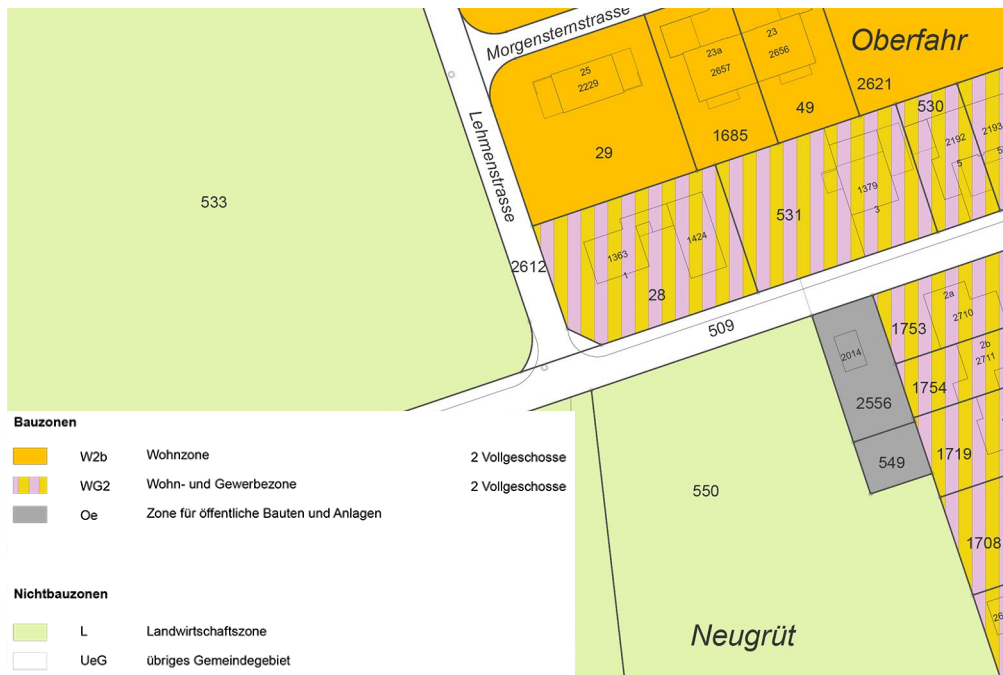 Morgensternstrasse
Oberfahr
25
2229
23a
2657
23
2656
2621
49
530
1685
29
Lehmenstrasse
2192
2193
5
533
1379
3
531
2612
1363
1
1424
28
509
2a
2710
1753
2014
2b
2711
1754
2556
549
1719
550
1708
26
Neugrüt
Bauzonen
W2b Wohnzone 2 Vollgeschosse
WG2 Wohn- und Gewerbezone 2 Vollgeschosse
Oe Zone für öffentliche Bauten und Anlagen
Nichtbauzonen
L Landwirtschaftszone
UeG übriges Gemeindegebiet